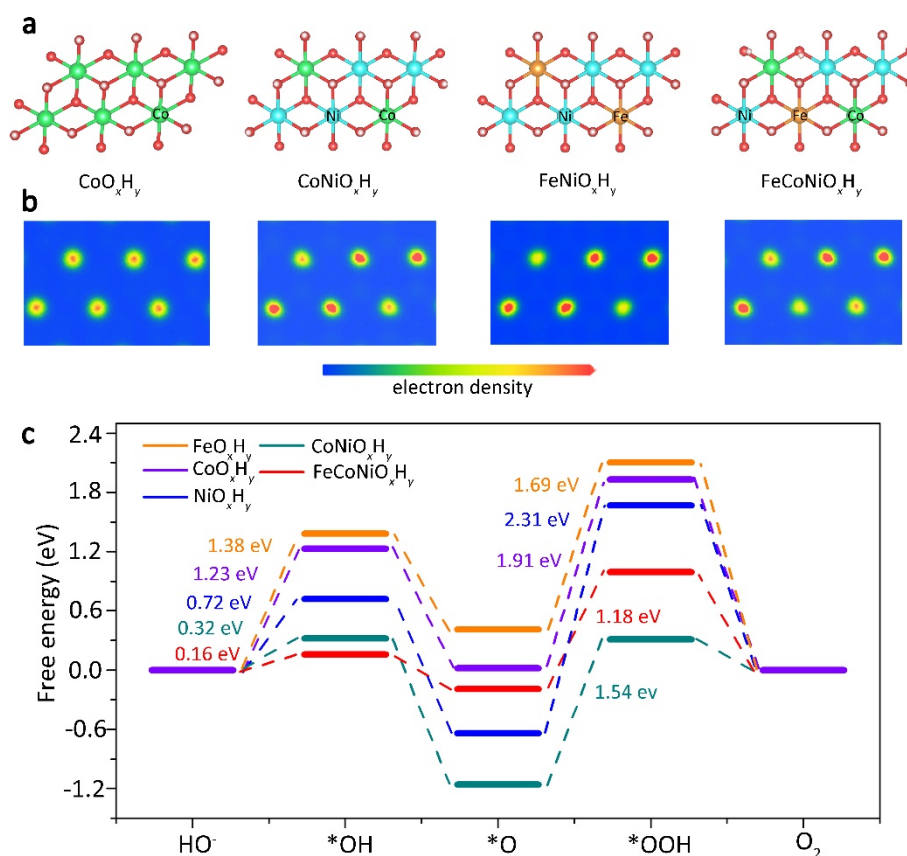 a
Co
Ni
Co
Ni
Fe
Ni
Fe
Co
CoOxHy
CoNiOxHy
FeNiOxHy
FeCoNiOxHy
b
electron density
c
2.4
1.8
1.2
0.6
0.0
-0.6
-1.2
Free energy (eV)
FeOxHy
CoNiOxHy
CoOxHy
FeCoNiOxHy
NiOxHy
1.38 eV
1.23 eV
0.72 eV
0.32 eV
0.16 eV
1.69 eV
2.31 eV
1.91 eV
1.18 eV
1.54 ev
HO-
*OH
*O
*OOH
O2